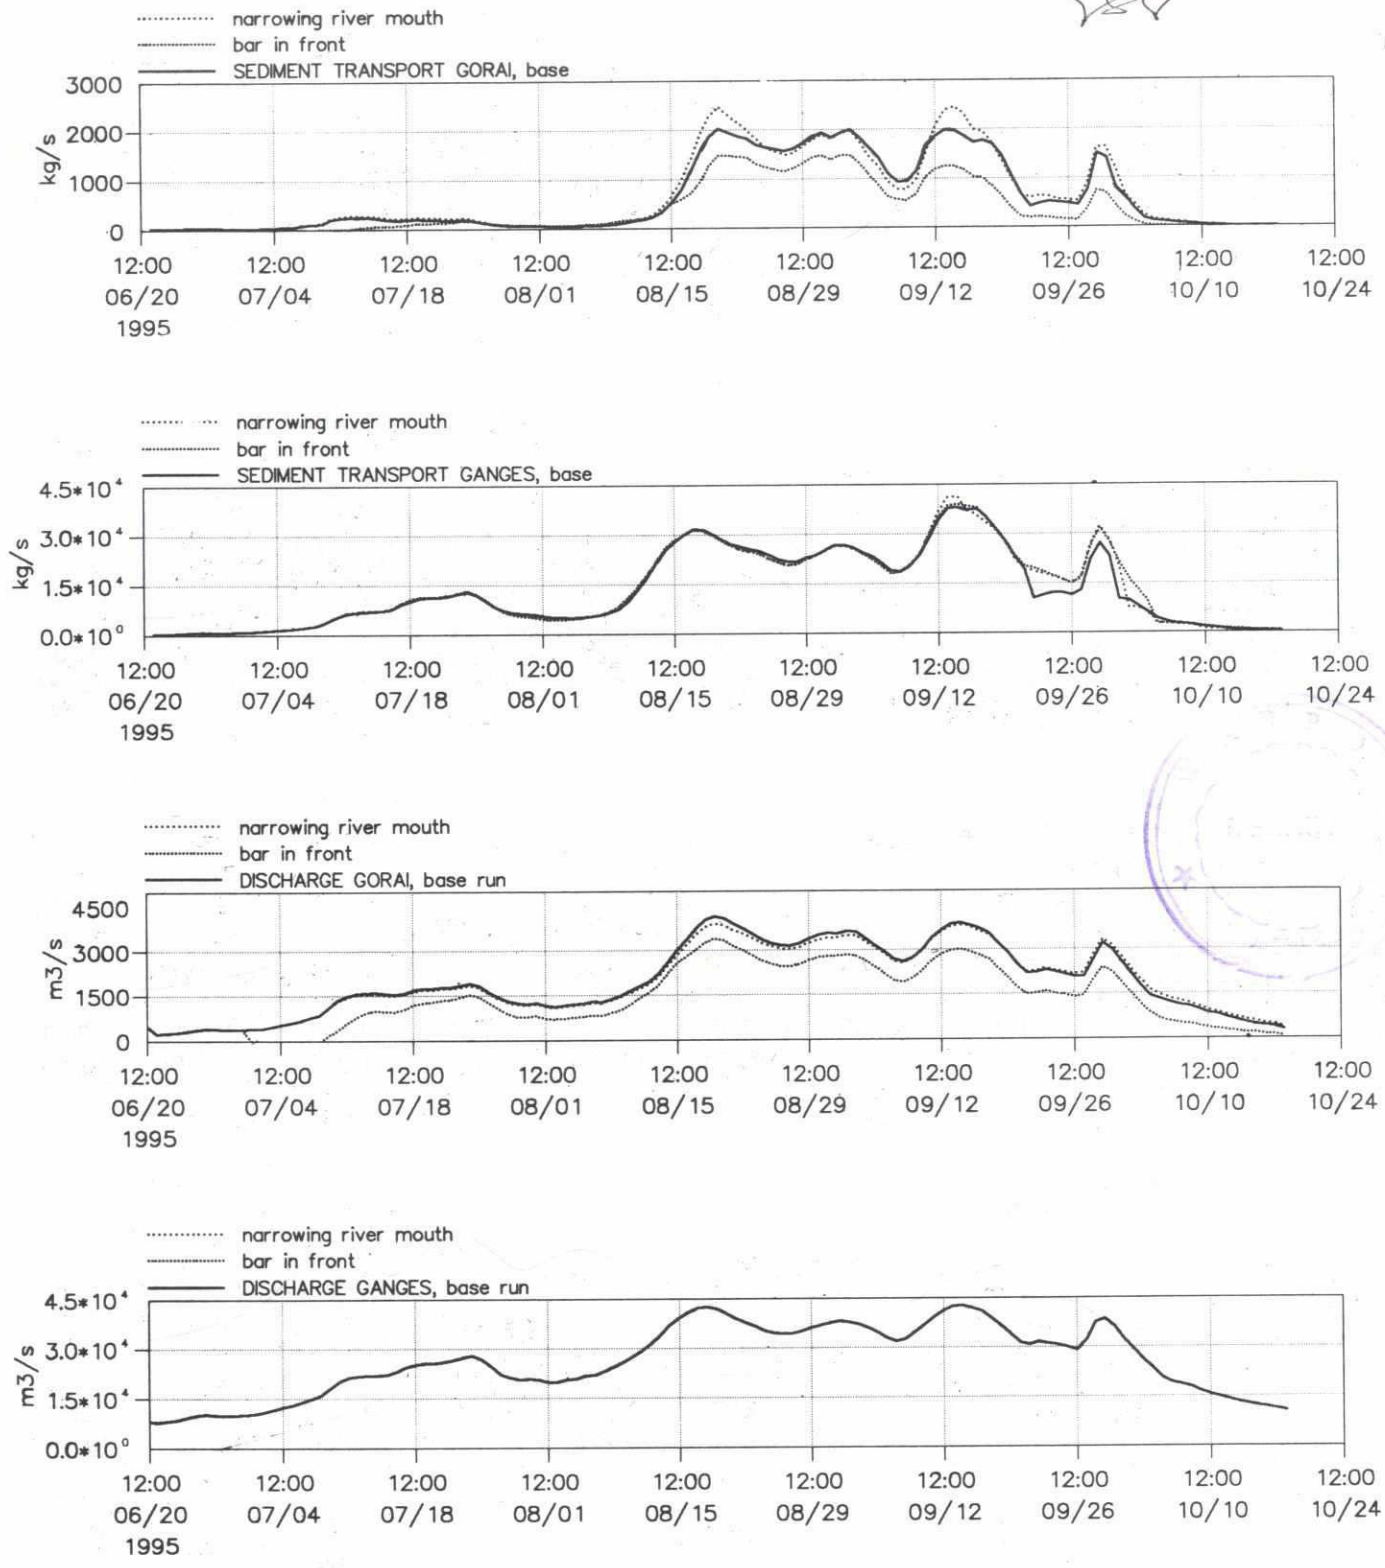 narrowing river mouth
bar in front
SEDIMENT TRANSPORT GORAI, base
3000
2000
1000
0
kg/s
12:00 12:00 12:00 12:00 12:00 12:00 12:00 12:00 12:00 12:00
06/20 07/04 07/18 08/01 08/15 08/29 09/12 09/26 10/10 10/24
1995
narrowing river mouth
bar in front
SEDIMENT TRANSPORT GANGES, base
4.5*10⁴
3.0*10⁴
1.5*10⁴
0.0*10⁰
kg/s
12:00 12:00 12:00 12:00 12:00 12:00 12:00 12:00 12:00 12:00
06/20 07/04 07/18 08/01 08/15 08/29 09/12 09/26 10/10 10/24
1995
narrowing river mouth
bar in front
DISCHARGE GORAI, base run
4500
3000
1500
0
m3/s
12:00 12:00 12:00 12:00 12:00 12:00 12:00 12:00 12:00 12:00
06/20 07/04 07/18 08/01 08/15 08/29 09/12 09/26 10/10 10/24
1995
narrowing river mouth
bar in front
DISCHARGE GANGES, base run
4.5*10⁴
3.0*10⁴
1.5*10⁴
0.0*10⁰
m3/s
12:00 12:00 12:00 12:00 12:00 12:00 12:00 12:00 12:00 12:00
06/20 07/04 07/18 08/01 08/15 08/29 09/12 09/26 10/10 10/24
1995